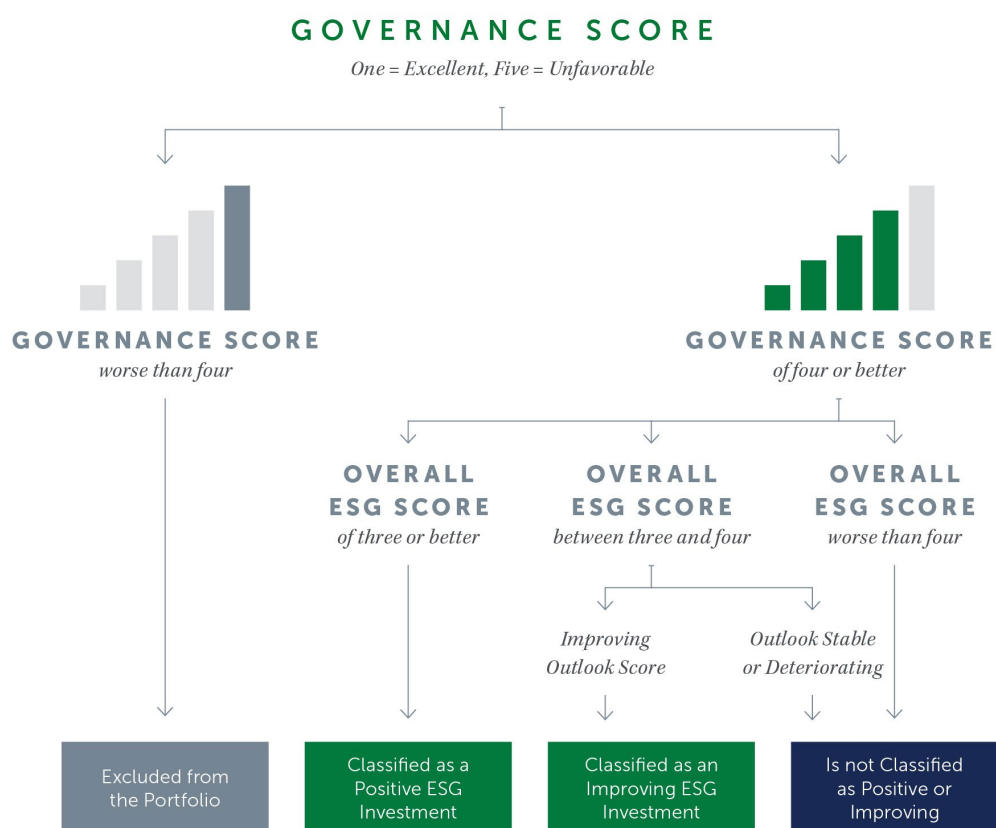 GOVERNANCE SCORE
One = Excellent, Five = Unfavorable
GOVERNANCE SCORE
worse than four
GOVERNANCE SCORE
of four or better
OVERALL
ESG SCORE
of three or better
OVERALL
ESG SCORE
between three and four
OVERALL
ESG SCORE
worse than four
Improving
Outlook Score
Outlook Stable
or Deteriorating
Excluded from
the Portfolio
Classified as a
Positive ESG
Investment
Classified as an
Improving ESG
Investment
Is not Classified
as Positive or
Improving